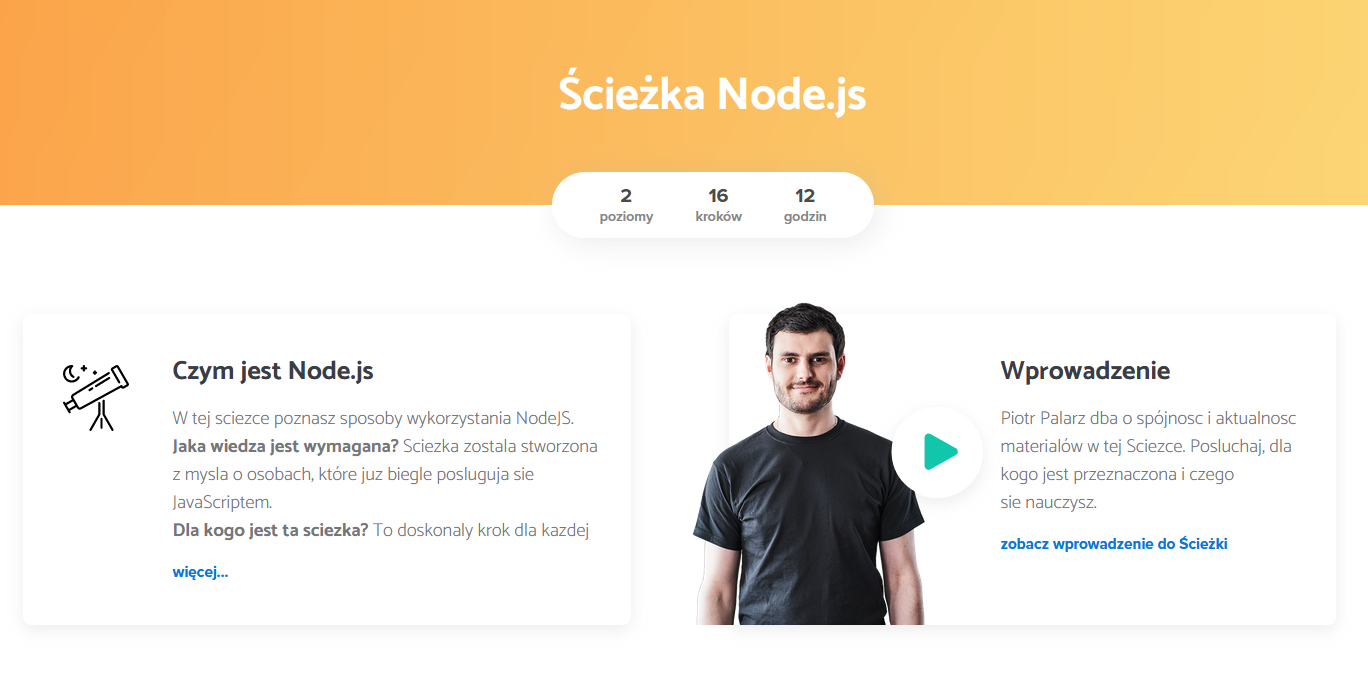 Ścieżka Node.js
2
poziomy
16
kroków
12
godzin
Czym jest Node.js
W tej sciezce poznasz sposoby wykorzystania NodeJS.
Jaka wiedza jest wymagana? Sciezka zostala stworzona
z mysla o osobach, które juz biegle posluguja sie
JavaScriptem.
Dla kogo jest ta sciezka? To doskonaly krok dla kazdej
więcej...
Wprowadzenie
Piotr Palarz dba o spójnosc i aktualnosc
materialów w tej Sciezce. Posluchaj, dla
kogo jest przeznaczona i czego
sie nauczysz.
zobacz wprowadzenie do Ścieżki